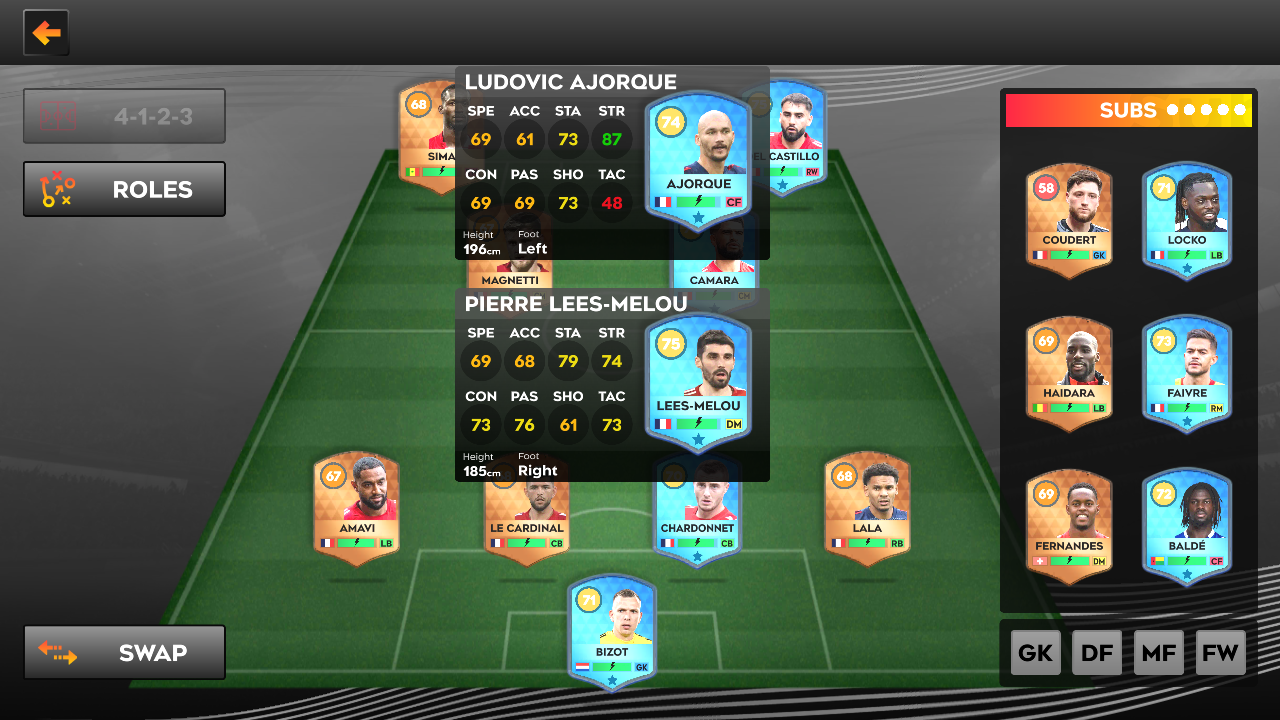 4-1-2-3
ROLES
SWAP
68
SIMA
LUDOVIC AJORQUE
SPE ACC STA STR
69 61 73 87
CON PAS SHO TAC
69 69 73 48
Height Foot
196cm Left
74
AJORQUE
CF
EL CASTILLO
RW
MAGNETTI
CAMARA
CM
PIERRE LEES-MELOU
SPE ACC STA STR
69 68 79 74
CON PAS SHO TAC
73 76 61 73
Height Foot
185cm Right
75
LEES-MELOU
DM
67
AMAVI
LB
LE CARDINAL
CB
CHARDONNET
CB
68
LALA
RB
71
BIZOT
GK
SUBS
58
COUDERT
GK
71
LOCKO
LB
69
HAIDARA
LB
73
FAIVRE
RM
69
FERNANDES
DM
72
BALDÉ
CF
GK DF MF FW